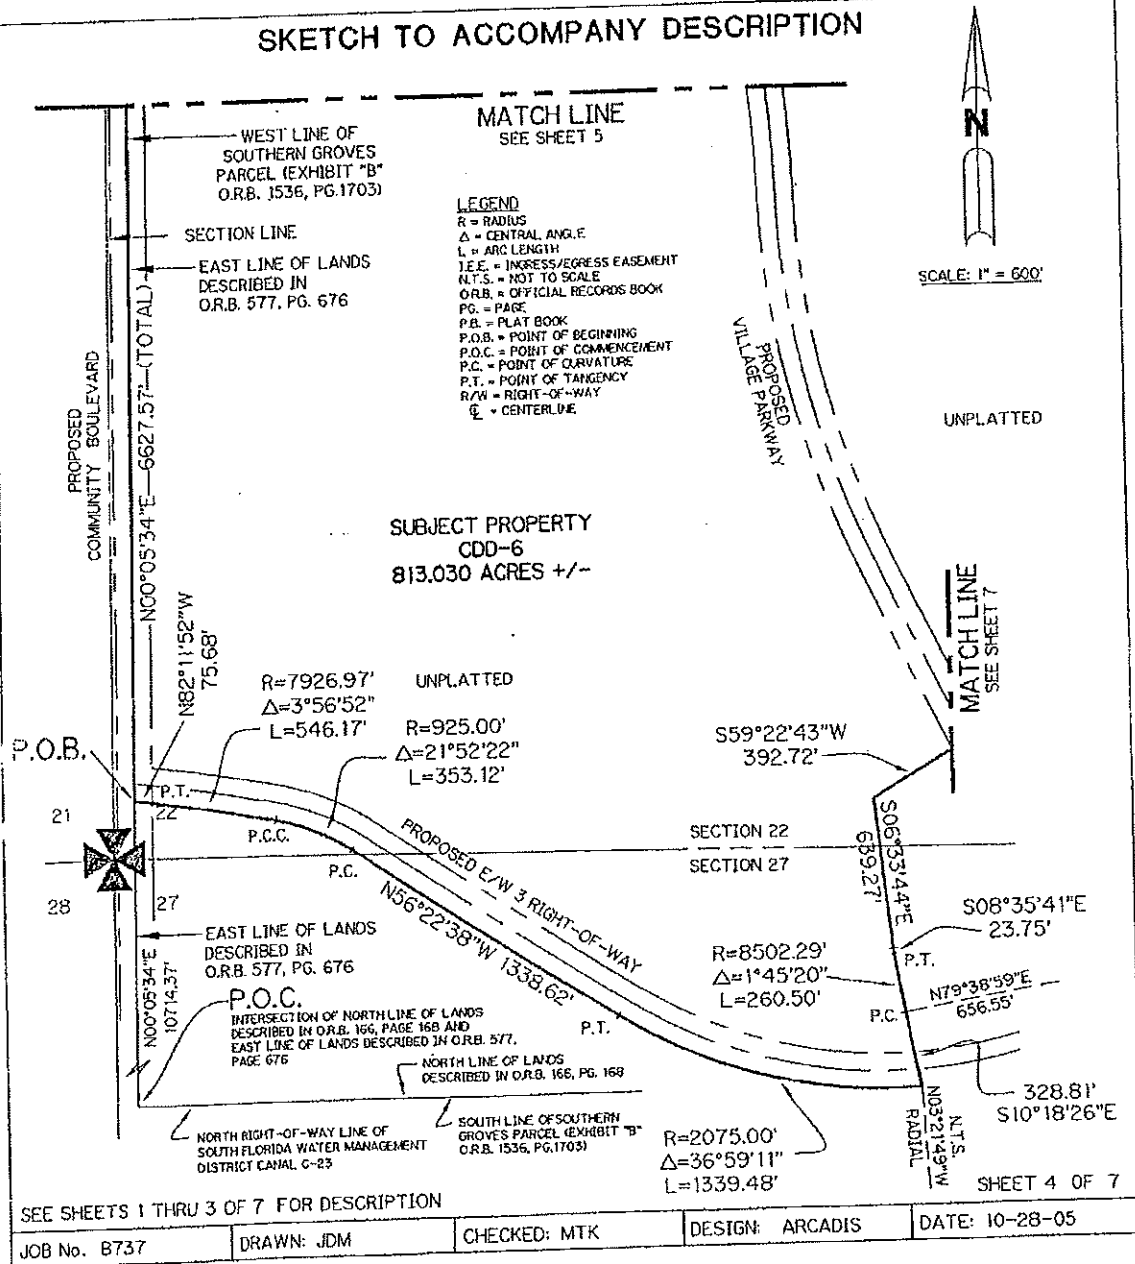 SKETCH TO ACCOMPANY DESCRIPTION
MATCH LINE
SEE SHEET 5
N
SCALE: 1" = 600'
WEST LINE OF
SOUTHERN GROVES
PARCEL (EXHIBIT "B"
O.R.B. 1536, PG.1703)
SECTION LINE
EAST LINE OF LANDS
DESCRIBED IN
O.R.B. 577, PG. 676
LEGEND
R = RADIUS
Δ = CENTRAL ANGLE
L = ARC LENGTH
I.E.E. = INGRESS/EGRESS EASEMENT
N.T.S. = NOT TO SCALE
O.R.B. = OFFICIAL RECORDS BOOK
PG. = PAGE
P.B. = PLAT BOOK
P.O.B. = POINT OF BEGINNING
P.O.C. = POINT OF COMMENCEMENT
P.C. = POINT OF CURVATURE
P.T. = POINT OF TANGENCY
R/W = RIGHT-OF-WAY
℄ = CENTERLINE
PROPOSED
COMMUNITY BOULEVARD
N00°05'34"E—6627.57'—(TOTAL)
PROPOSED
VILLAGE PARKWAY
UNPLATTED
SUBJECT PROPERTY
CDD-6
813.030 ACRES +/-
MATCH LINE
SEE SHEET 7
N82°11'52"W
75.68'
R=7926.97'
Δ=3°56'52"
L=546.17'
UNPLATTED
R=925.00'
Δ=21°52'22"
L=353.12'
S59°22'43"W
392.72'
P.O.B.
P.T.
21
22
P.C.C.
P.C.
28
27
PROPOSED E/W 3 RIGHT-OF-WAY
SECTION 22
SECTION 27
S06°33'44"E
639.27'
S08°35'41"E
23.75'
N56°22'38"W 1338.62'
EAST LINE OF LANDS
DESCRIBED IN
O.R.B. 577, PG. 676
R=8502.29'
Δ=1°45'20"
L=260.50'
P.T.
N79°38'59"E
656.55'
P.C.
N00°05'34"E
10714.37'
P.O.C.
INTERSECTION OF NORTH LINE OF LANDS
DESCRIBED IN O.R.B. 166, PAGE 168 AND
EAST LINE OF LANDS DESCRIBED IN O.R.B. 577,
PAGE 676
P.T.
NORTH LINE OF LANDS
DESCRIBED IN O.R.B. 166, PG. 168
328.81'
S10°18'26"E
NORTH RIGHT-OF-WAY LINE OF
SOUTH FLORIDA WATER MANAGEMENT
DISTRICT CANAL C-23
SOUTH LINE OF SOUTHERN
GROVES PARCEL (EXHIBIT "B"
O.R.B. 1536, PG.1703)
R=2075.00'
Δ=36°59'11"
L=1339.48'
N.T.S.
N03°21'49"W
RADIAL
SHEET 4 OF 7
SEE SHEETS 1 THRU 3 OF 7 FOR DESCRIPTION
JOB No. B737
DRAWN: JDM
CHECKED: MTK
DESIGN: ARCADIS
DATE: 10-28-05